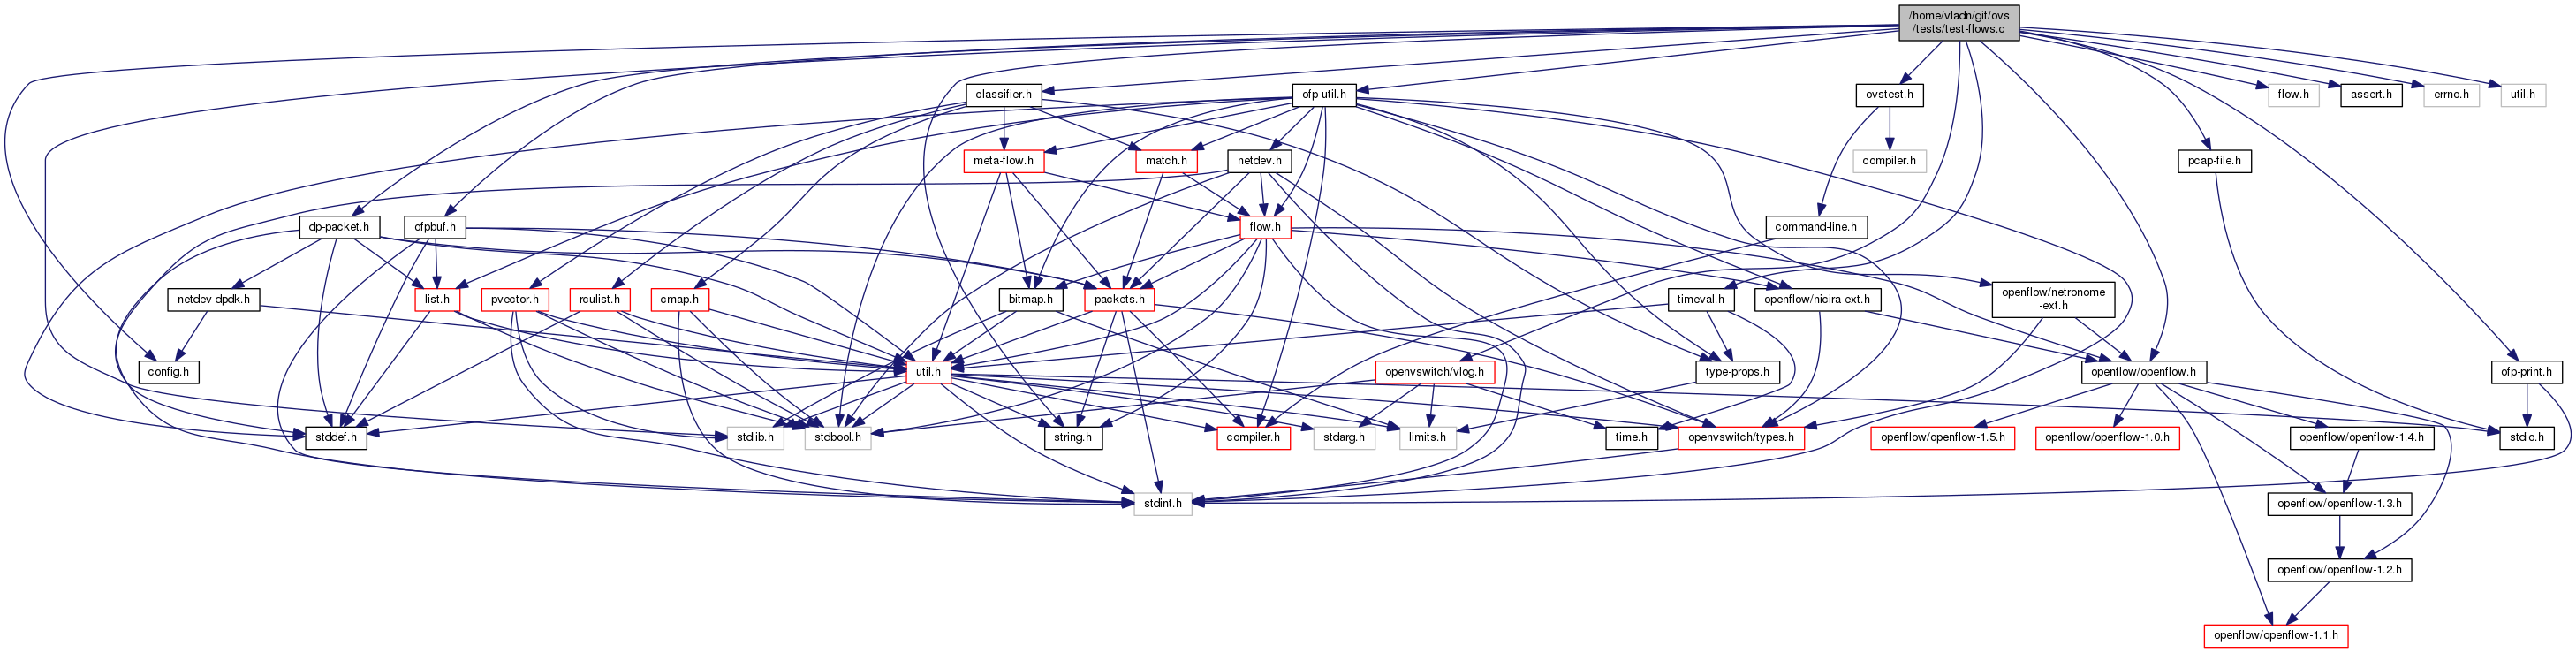 /home/vladn/git/ovs
/tests/test-flows.c
classifier.h
ofp-util.h
ovstest.h
flow.h
assert.h
errno.h
util.h
meta-flow.h
match.h
netdev.h
compiler.h
pcap-file.h
dp-packet.h
ofpbuf.h
flow.h
command-line.h
netdev-dpdk.h
list.h
pvector.h
rculist.h
cmap.h
bitmap.h
packets.h
timeval.h
openflow/nicira-ext.h
openflow/netronome
-ext.h
config.h
util.h
openvswitch/vlog.h
type-props.h
openflow/openflow.h
ofp-print.h
stddef.h
stdlib.h
stdbool.h
string.h
compiler.h
stdarg.h
limits.h
time.h
openvswitch/types.h
openflow/openflow-1.5.h
openflow/openflow-1.0.h
openflow/openflow-1.4.h
stdio.h
stdint.h
openflow/openflow-1.3.h
openflow/openflow-1.2.h
openflow/openflow-1.1.h